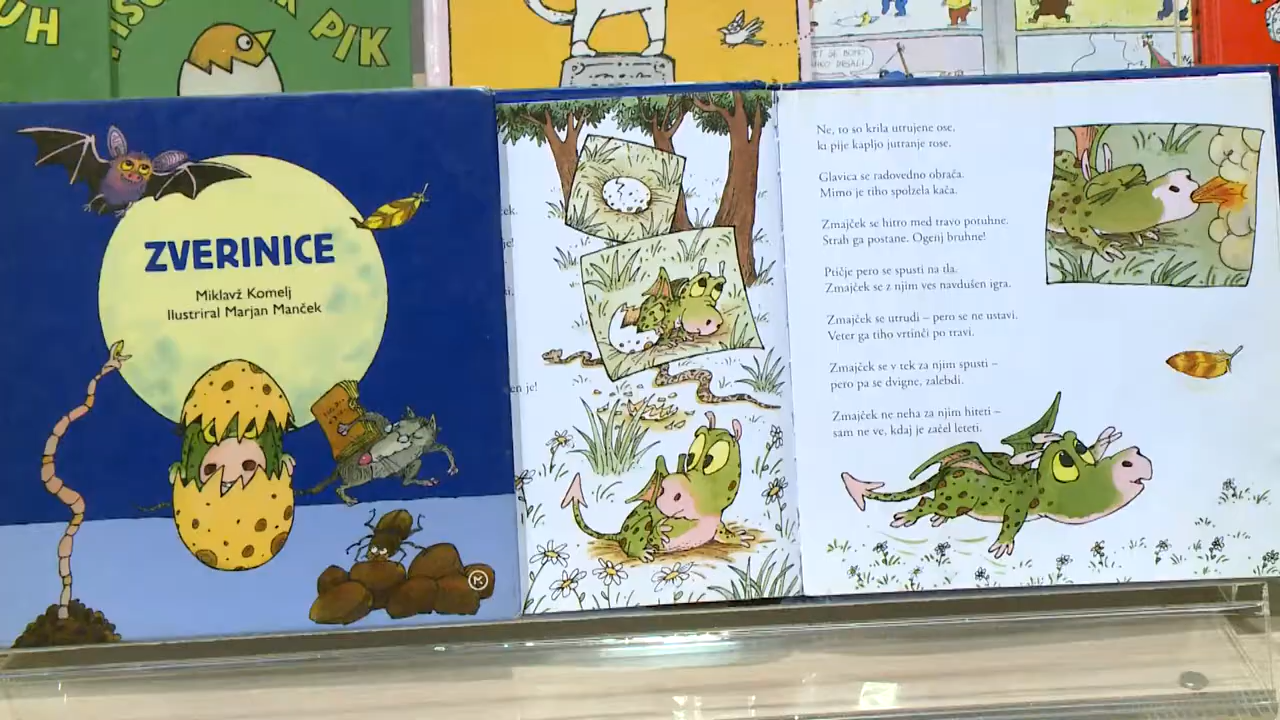 UH
PIK
ZVERINICE
Miklavž Komelj
Ilustriral Marjan Manček
Ne, to so krila utrujene ose,
ki pije kapljo jutranje rose.
Glavica se radovedno obrača.
Mimo je tiho spolzela kača.
Zmajček se hitro med travo potuhne.
Strah ga postane. Ogenj bruhne!
Ptičje pero se spusti na tla.
Zmajček se z njim ves navdušen igra.
Zmajček se utrudi – pero se ne ustavi.
Veter ga tiho vrtinči po travi.
Zmajček se v tek za njim spusti –
pero pa se dvigne, zalebdi.
Zmajček ne neha za njim hiteti –
sam ne ve, kdaj je začel leteti.